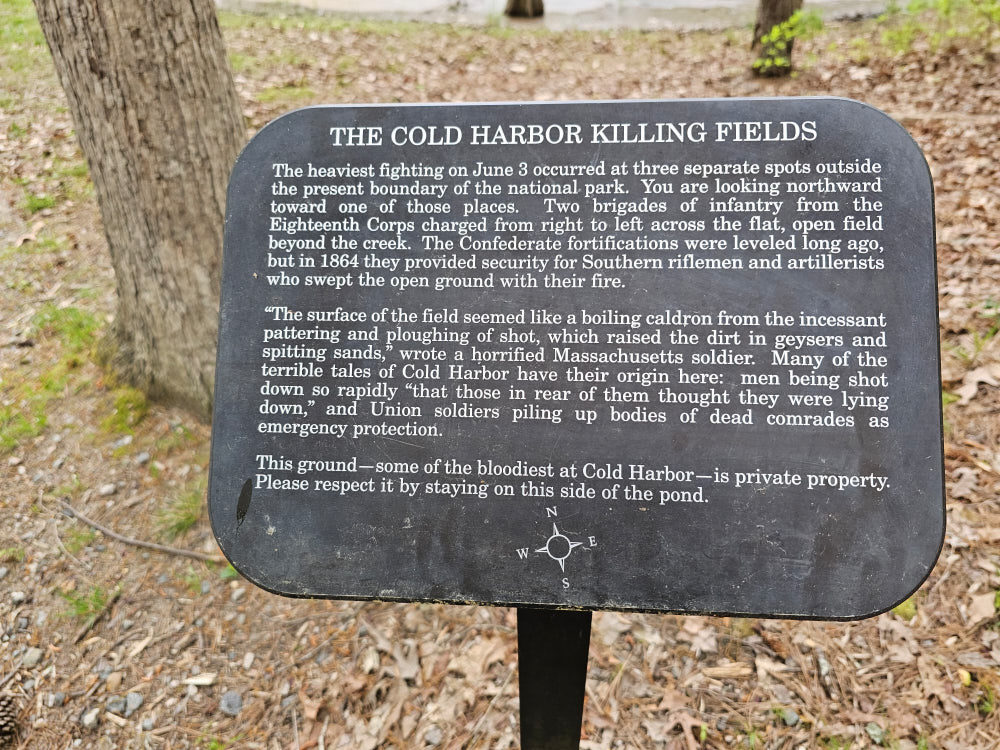 THE COLD HARBOR KILLING FIELDS
The heaviest fighting on June 3 occurred at three separate spots outside
the present boundary of the national park. You are looking northward
toward one of those places. Two brigades of infantry from the
Eighteenth Corps charged from right to left across the flat, open field
beyond the creek. The Confederate fortifications were leveled long ago,
but in 1864 they provided security for Southern riflemen and artillerists
who swept the open ground with their fire.
“The surface of the field seemed like a boiling caldron from the incessant
pattering and ploughing of shot, which raised the dirt in geysers and
spitting sands,” wrote a horrified Massachusetts soldier. Many of the
terrible tales of Cold Harbor have their origin here: men being shot
down so rapidly “that those in rear of them thought they were lying
down,” and Union soldiers piling up bodies of dead comrades as
emergency protection.
This ground—some of the bloodiest at Cold Harbor—is private property.
Please respect it by staying on this side of the pond.
N
W E
S